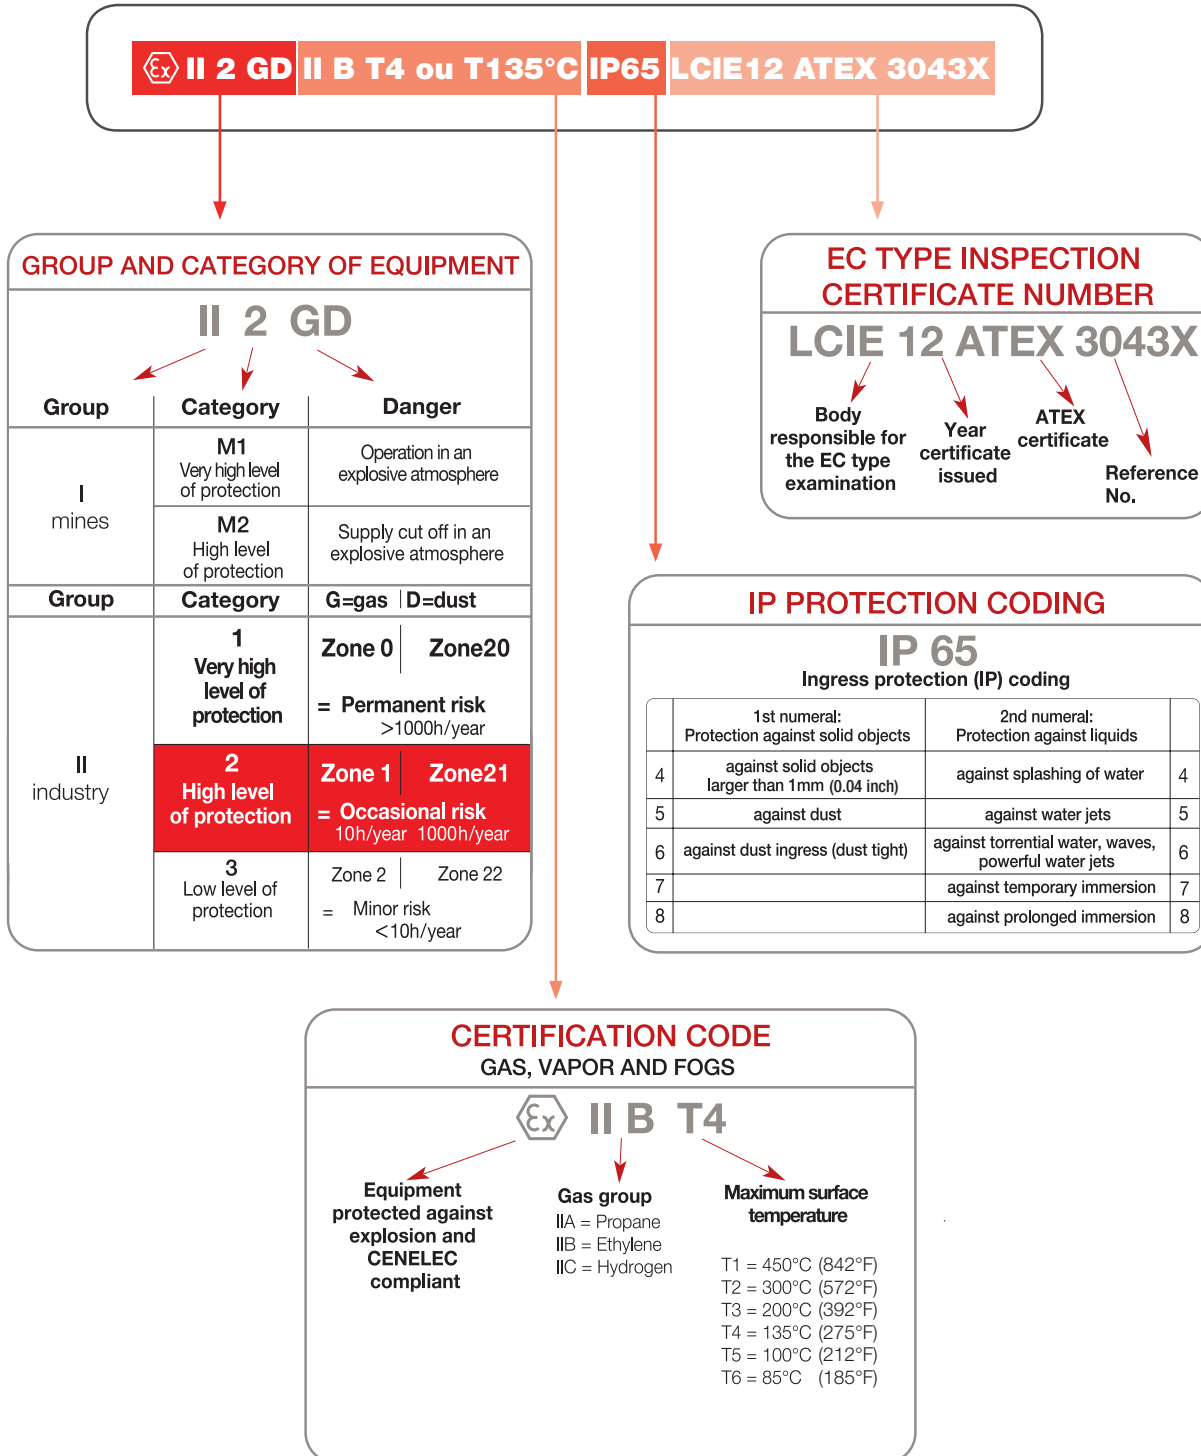 Ex II 2 GD II B T4 ou T135°C IP65 LCIE12 ATEX 3043X
GROUP AND CATEGORY OF EQUIPMENT
II 2 GD
Group Category Danger
I
mines
M1
Very high level
of protection
Operation in an
explosive atmosphere
M2
High level
of protection
Supply cut off in an
explosive atmosphere
Group Category G=gas D=dust
II
industry
1
Very high
level of
protection
Zone 0 Zone20
= Permanent risk
>1000h/year
2
High level
of protection
Zone 1 Zone21
= Occasional risk
10h/year 1000h/year
3
Low level of
protection
Zone 2 Zone 22
= Minor risk
<10h/year
EC TYPE INSPECTION
CERTIFICATE NUMBER
LCIE 12 ATEX 3043X
Body
responsible for
the EC type
examination
Year
certificate
issued
ATEX
certificate
Reference
No.
IP PROTECTION CODING
IP 65
Ingress protection (IP) coding
1st numeral:
Protection against solid objects
2nd numeral:
Protection against liquids
4 against solid objects
larger than 1mm (0.04 inch)
against splashing of water 4
5 against dust against water jets 5
6 against dust ingress (dust tight)
against torrential water, waves,
powerful water jets 6
7 against temporary immersion 7
8 against prolonged immersion 8
CERTIFICATION CODE
GAS, VAPOR AND FOGS
Ex II B T4
Equipment
protected against
explosion and
CENELEC
compliant
Gas group
IIA = Propane
IIB = Ethylene
IIC = Hydrogen
Maximum surface
temperature
T1 = 450°C (842°F)
T2 = 300°C (572°F)
T3 = 200°C (392°F)
T4 = 135°C (275°F)
T5 = 100°C (212°F)
T6 = 85°C (185°F)